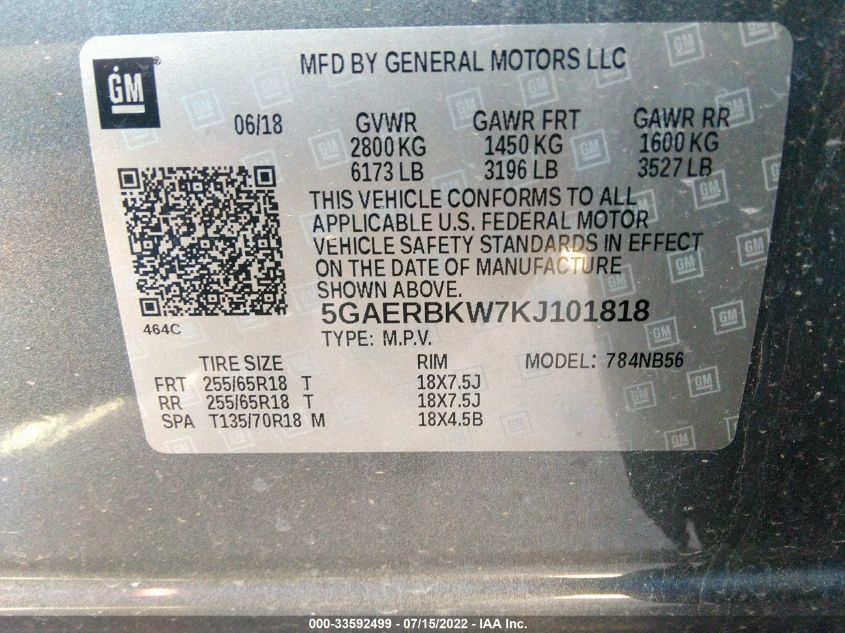 GM
MFD BY GENERAL MOTORS LLC
06/18
GVWR GAWR FRT GAWR RR
2800 KG 1450 KG 1600 KG
6173 LB 3196 LB 3527 LB
THIS VEHICLE CONFORMS TO ALL
APPLICABLE U.S. FEDERAL MOTOR
VEHICLE SAFETY STANDARDS IN EFFECT
ON THE DATE OF MANUFACTURE
SHOWN ABOVE.
464C
5GAERBKW7KJ101818
TYPE: M.P.V.
TIRE SIZE RIM MODEL: 784NB56
FRT 255/65R18 T 18X7.5J
RR 255/65R18 T 18X7.5J
SPA T135/70R18 M 18X4.5B
000-33592499 - 07/15/2022 - IAA Inc.